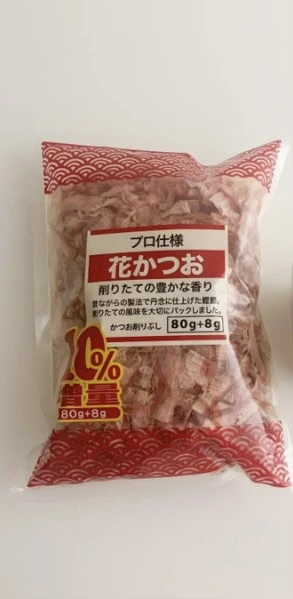 プロ仕様
花かつお
削りたての豊かな香り
昔ながらの製法で丹念に仕上げた鰹節。
削りたての風味を大切にパックしました。
かつお削りぶし 80g+8g
10%
増量
80g+8g